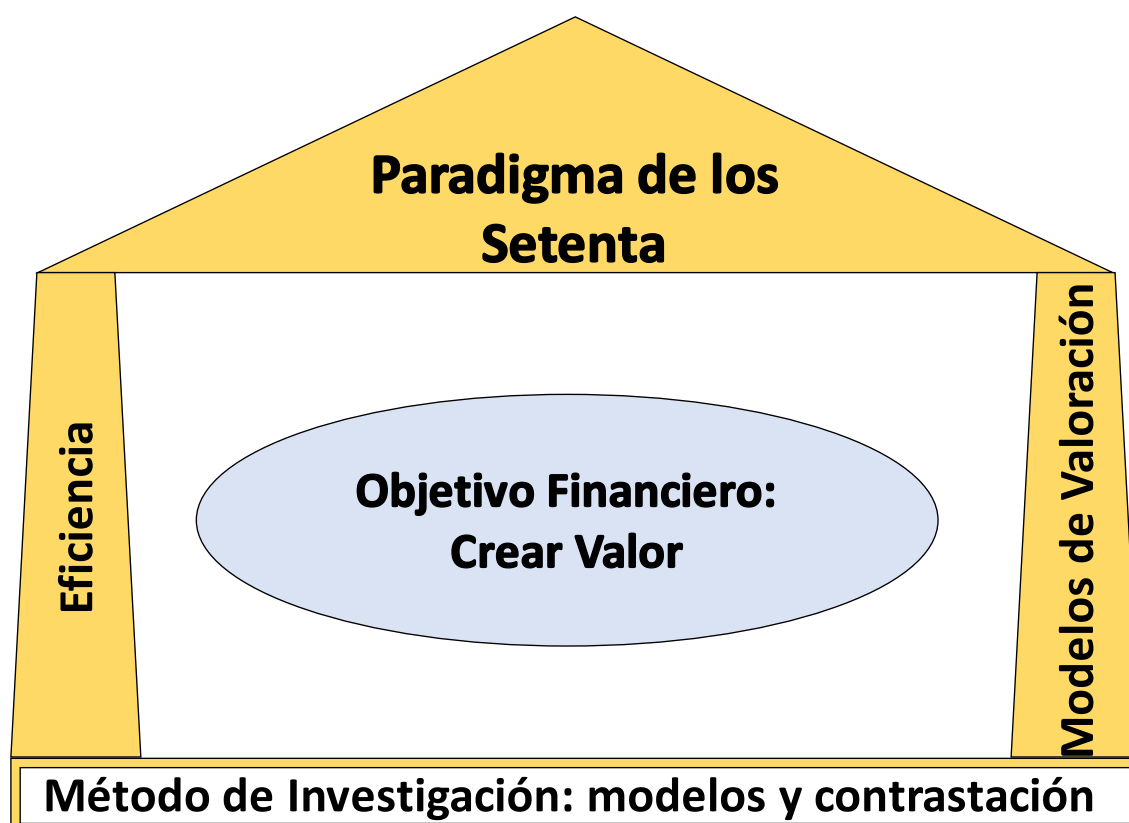 Paradigma de los
Setenta
Eficiencia
Objetivo Financiero:
Crear Valor
Modelos de Valoración
Método de Investigación: modelos y contrastación